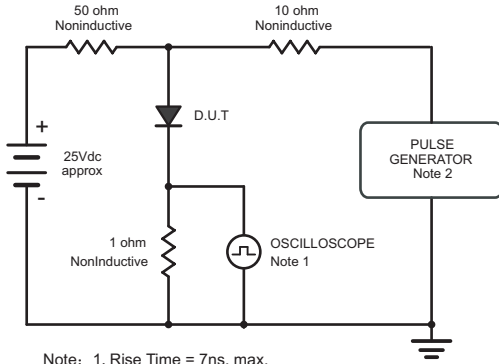 50 ohm
Noninductive
10 ohm
Noninductive
D.U.T
+
25Vdc
approx
-
PULSE
GENERATOR
Note 2
1 ohm
NonInductive
OSCILLOSCOPE
Note 1
Note: 1. Rise Time = 7ns, max.